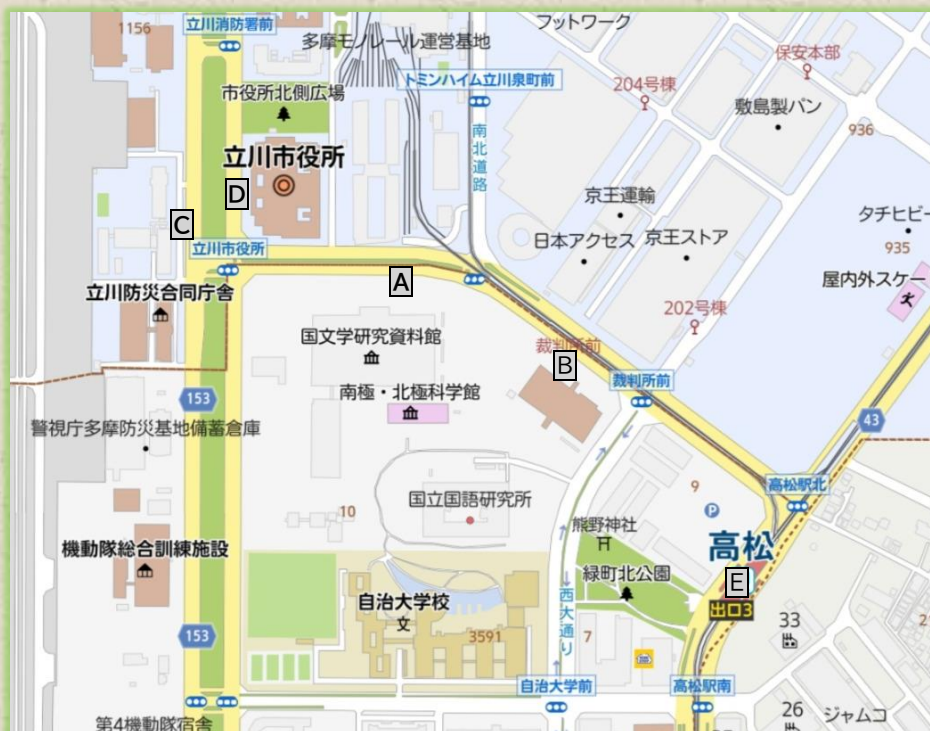 立川消防署前
フットワーク
1156
多摩モノレール運営基地
保安本部
トミンハイム立川泉町前
204号棟
市役所北側広場
敷島製パン
936
南北道路
立川市役所
D
京王運輸
C
タチヒビー
日本アクセス
京王ストア
立川市役所
935
A
屋内外スケー
立川防災合同庁舎
202号棟
国文学研究資料館
裁判所前
B
裁判所前
南極・北極科学館
153
43
警視庁多摩防災基地備蓄倉庫
高松駅北
9
国立国語研究所
P
10
熊野神社
高松
機動隊総合訓練施設
緑町北公園
E
自治大学校
出口3
文
西大通り
33
3591
7
153
自治大学前
高松駅南
26
ジャムコ
第4機動隊宿舎